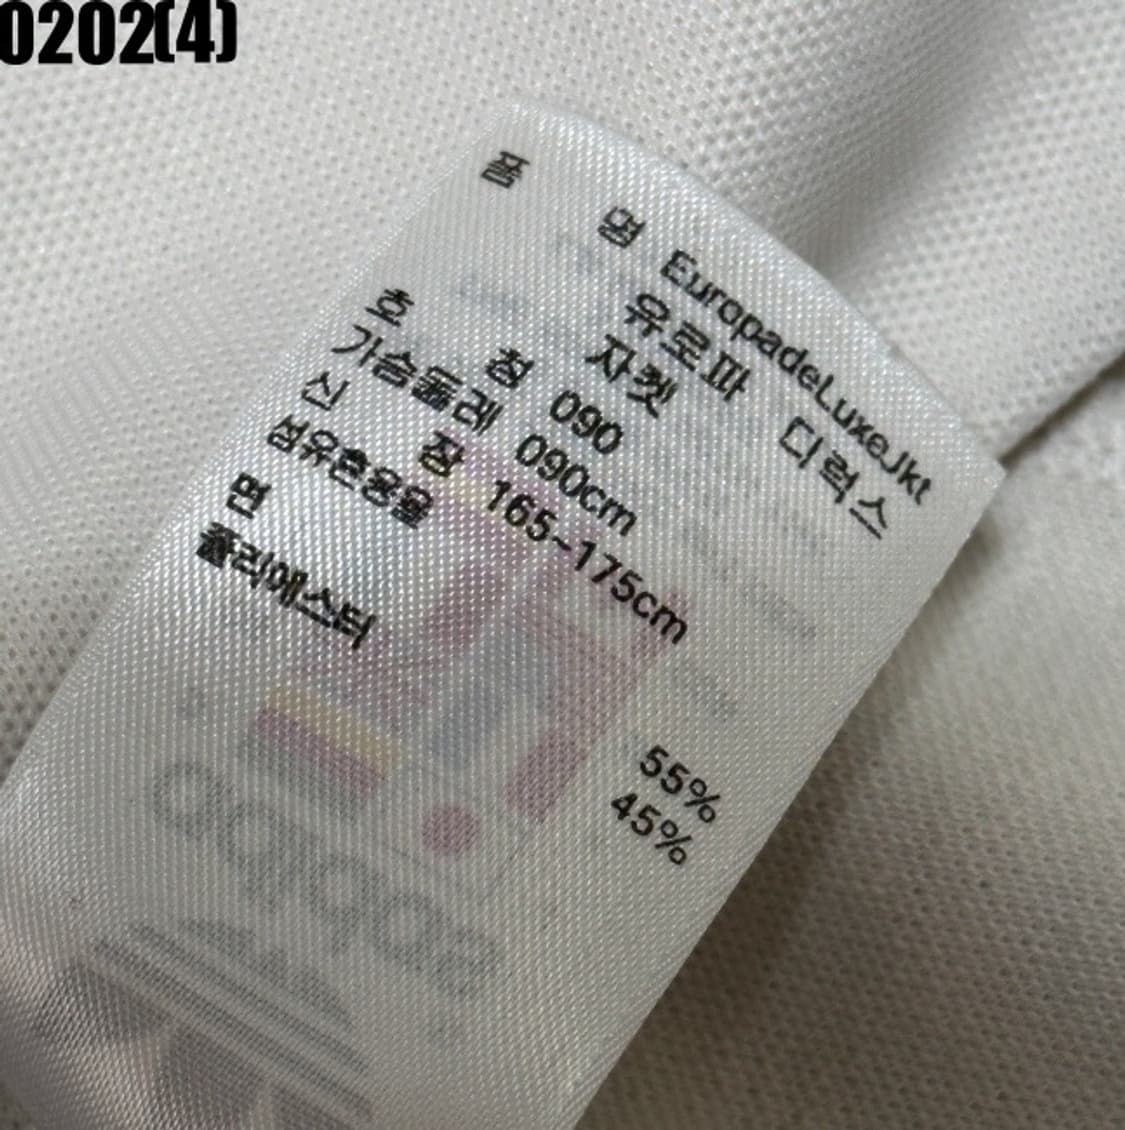 0202(4)
품 명 EuropadeLuxeJkt
유로파 디럭스
자켓
호 칭 090
가슴둘레 090cm
신 장 165-175cm
섬유혼용율
면 55%
폴리에스터 45%